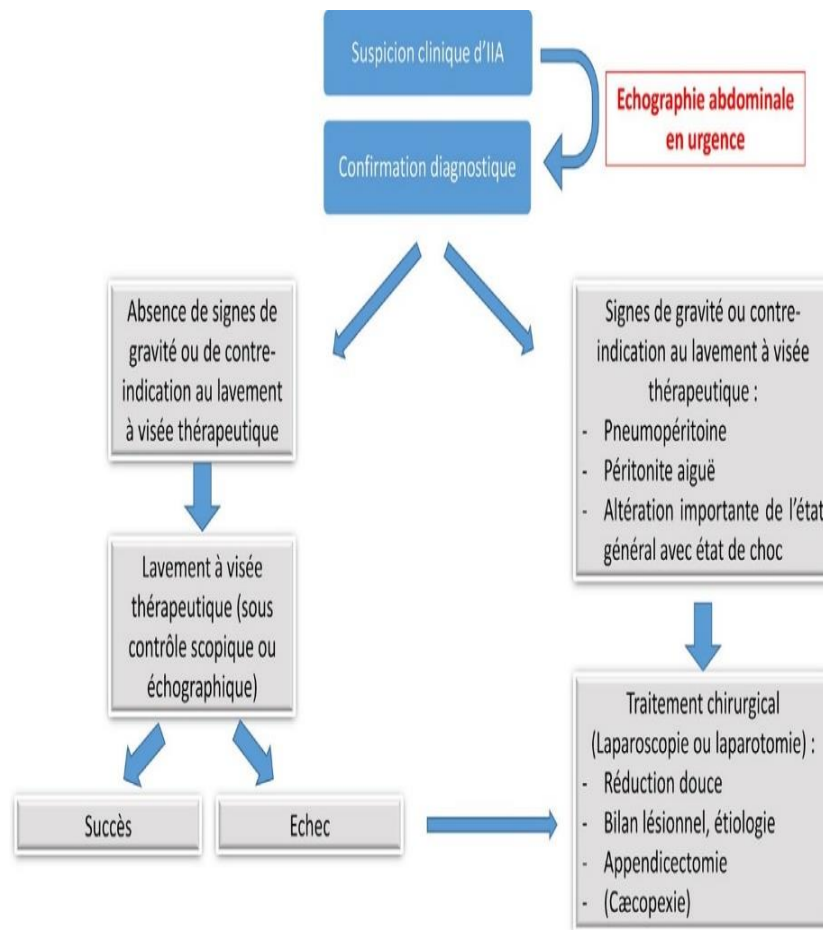 Suspicion clinique d'IIA
Echographie abdominale
en urgence
Confirmation diagnostique
Absence de signes de
gravité ou de contre-
indication au lavement
à visée thérapeutique
Signes de gravité ou contre-
indication au lavement à visée
thérapeutique :
- Pneumopéritoine
- Péritonite aiguë
- Altération importante de l'état
général avec état de choc
Lavement à visée
thérapeutique (sous
contrôle scopique ou
échographique)
Traitement chirurgical
(Laparoscopie ou laparotomie) :
- Réduction douce
- Bilan lésionnel, étiologie
- Appendicectomie
- (Cæcopexie)
Succès
Echec